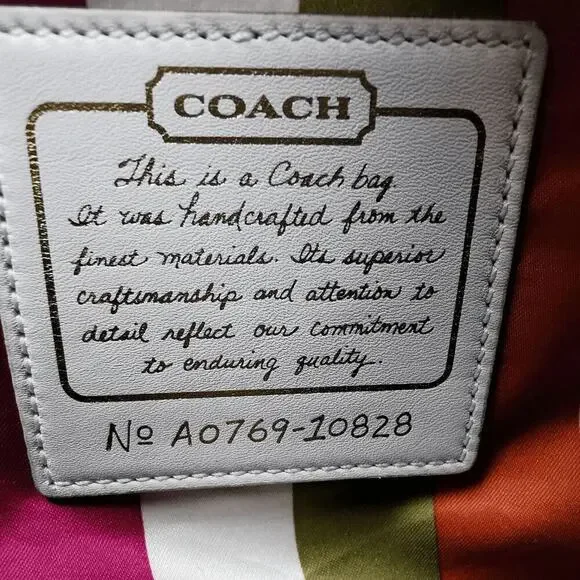 COACH
This is a Coach bag.
It was handcrafted from the
finest materials. Its superior
craftsmanship and attention to
detail reflect our commitment
to enduring quality.
Nº A0769-10828